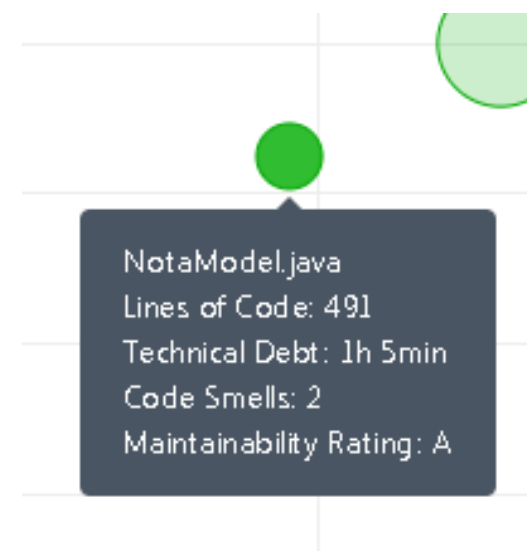 NotaModel.java
Lines of Code: 491
Technical Debt: 1h 5min
Code Smells: 2
Maintainability Rating: A